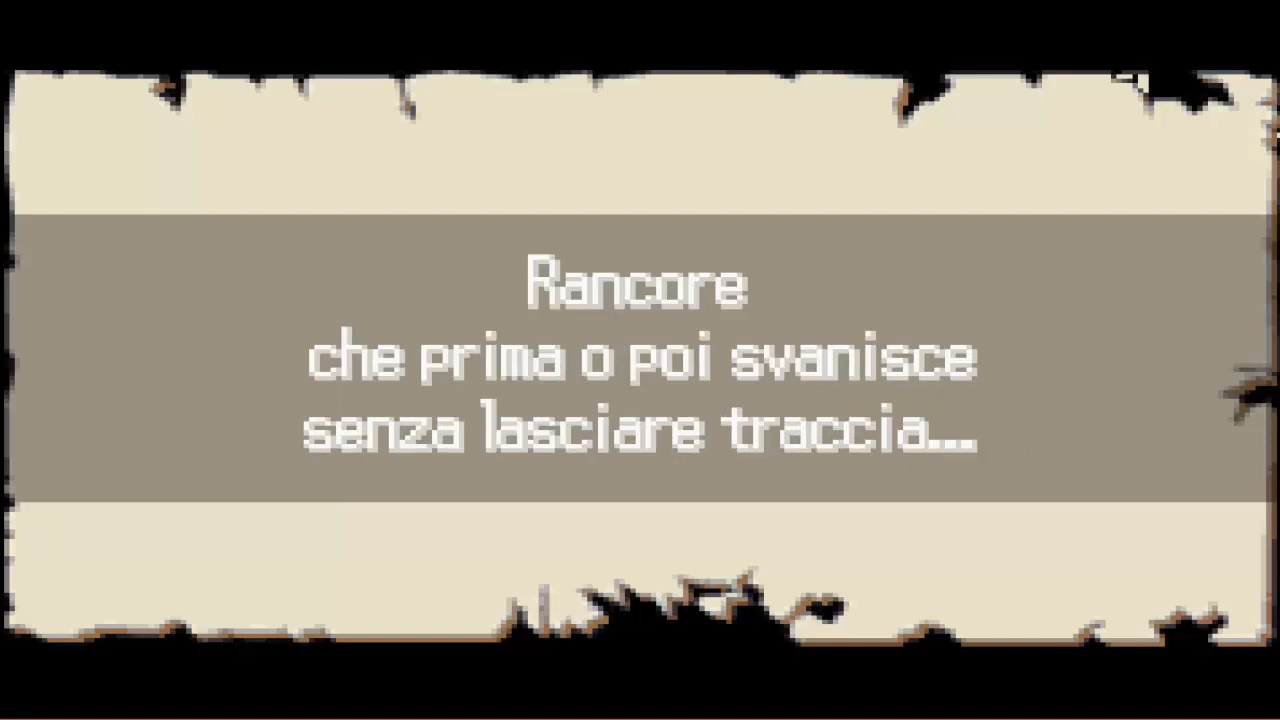 Rancore
che prima o poi svanisce
senza lasciare traccia...